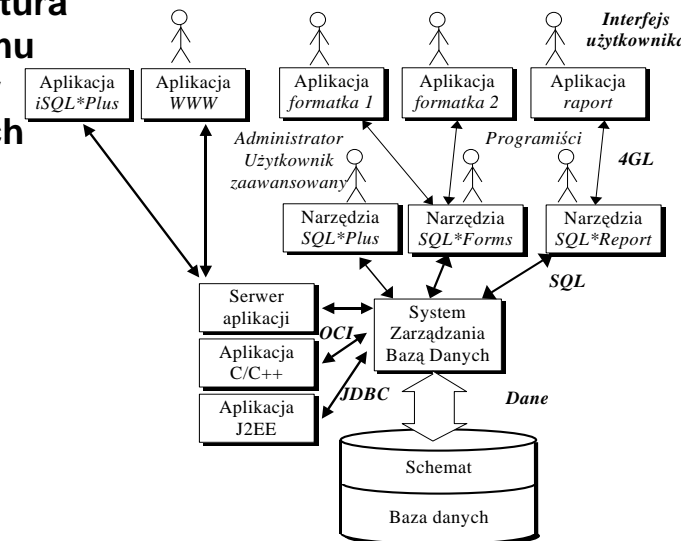 tura
mu
ch
Interfejs
użytkownika
Aplikacja
iSQL*Plus
Aplikacja
WWW
Aplikacja
formatka 1
Aplikacja
formatka 2
Aplikacja
raport
Administrator
Użytkownik
zaawansowany
Programiści
4GL
Narzędzia
SQL*Plus
Narzędzia
SQL*Forms
Narzędzia
SQL*Report
SQL
Serwer
aplikacji
OCI
System
Zarządzania
Bazą Danych
Aplikacja
C/C++
JDBC
Dane
Aplikacja
J2EE
Schemat
Baza danych